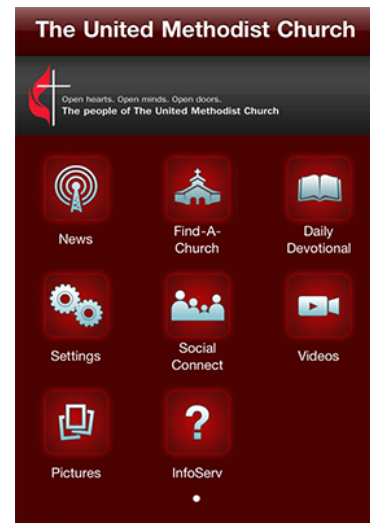 The United Methodist Church
Open hearts. Open minds. Open doors.
The people of The United Methodist Church
News
Find-A-
Church
Daily
Devotional
Settings
Social
Connect
Videos
Pictures
?
InfoServ